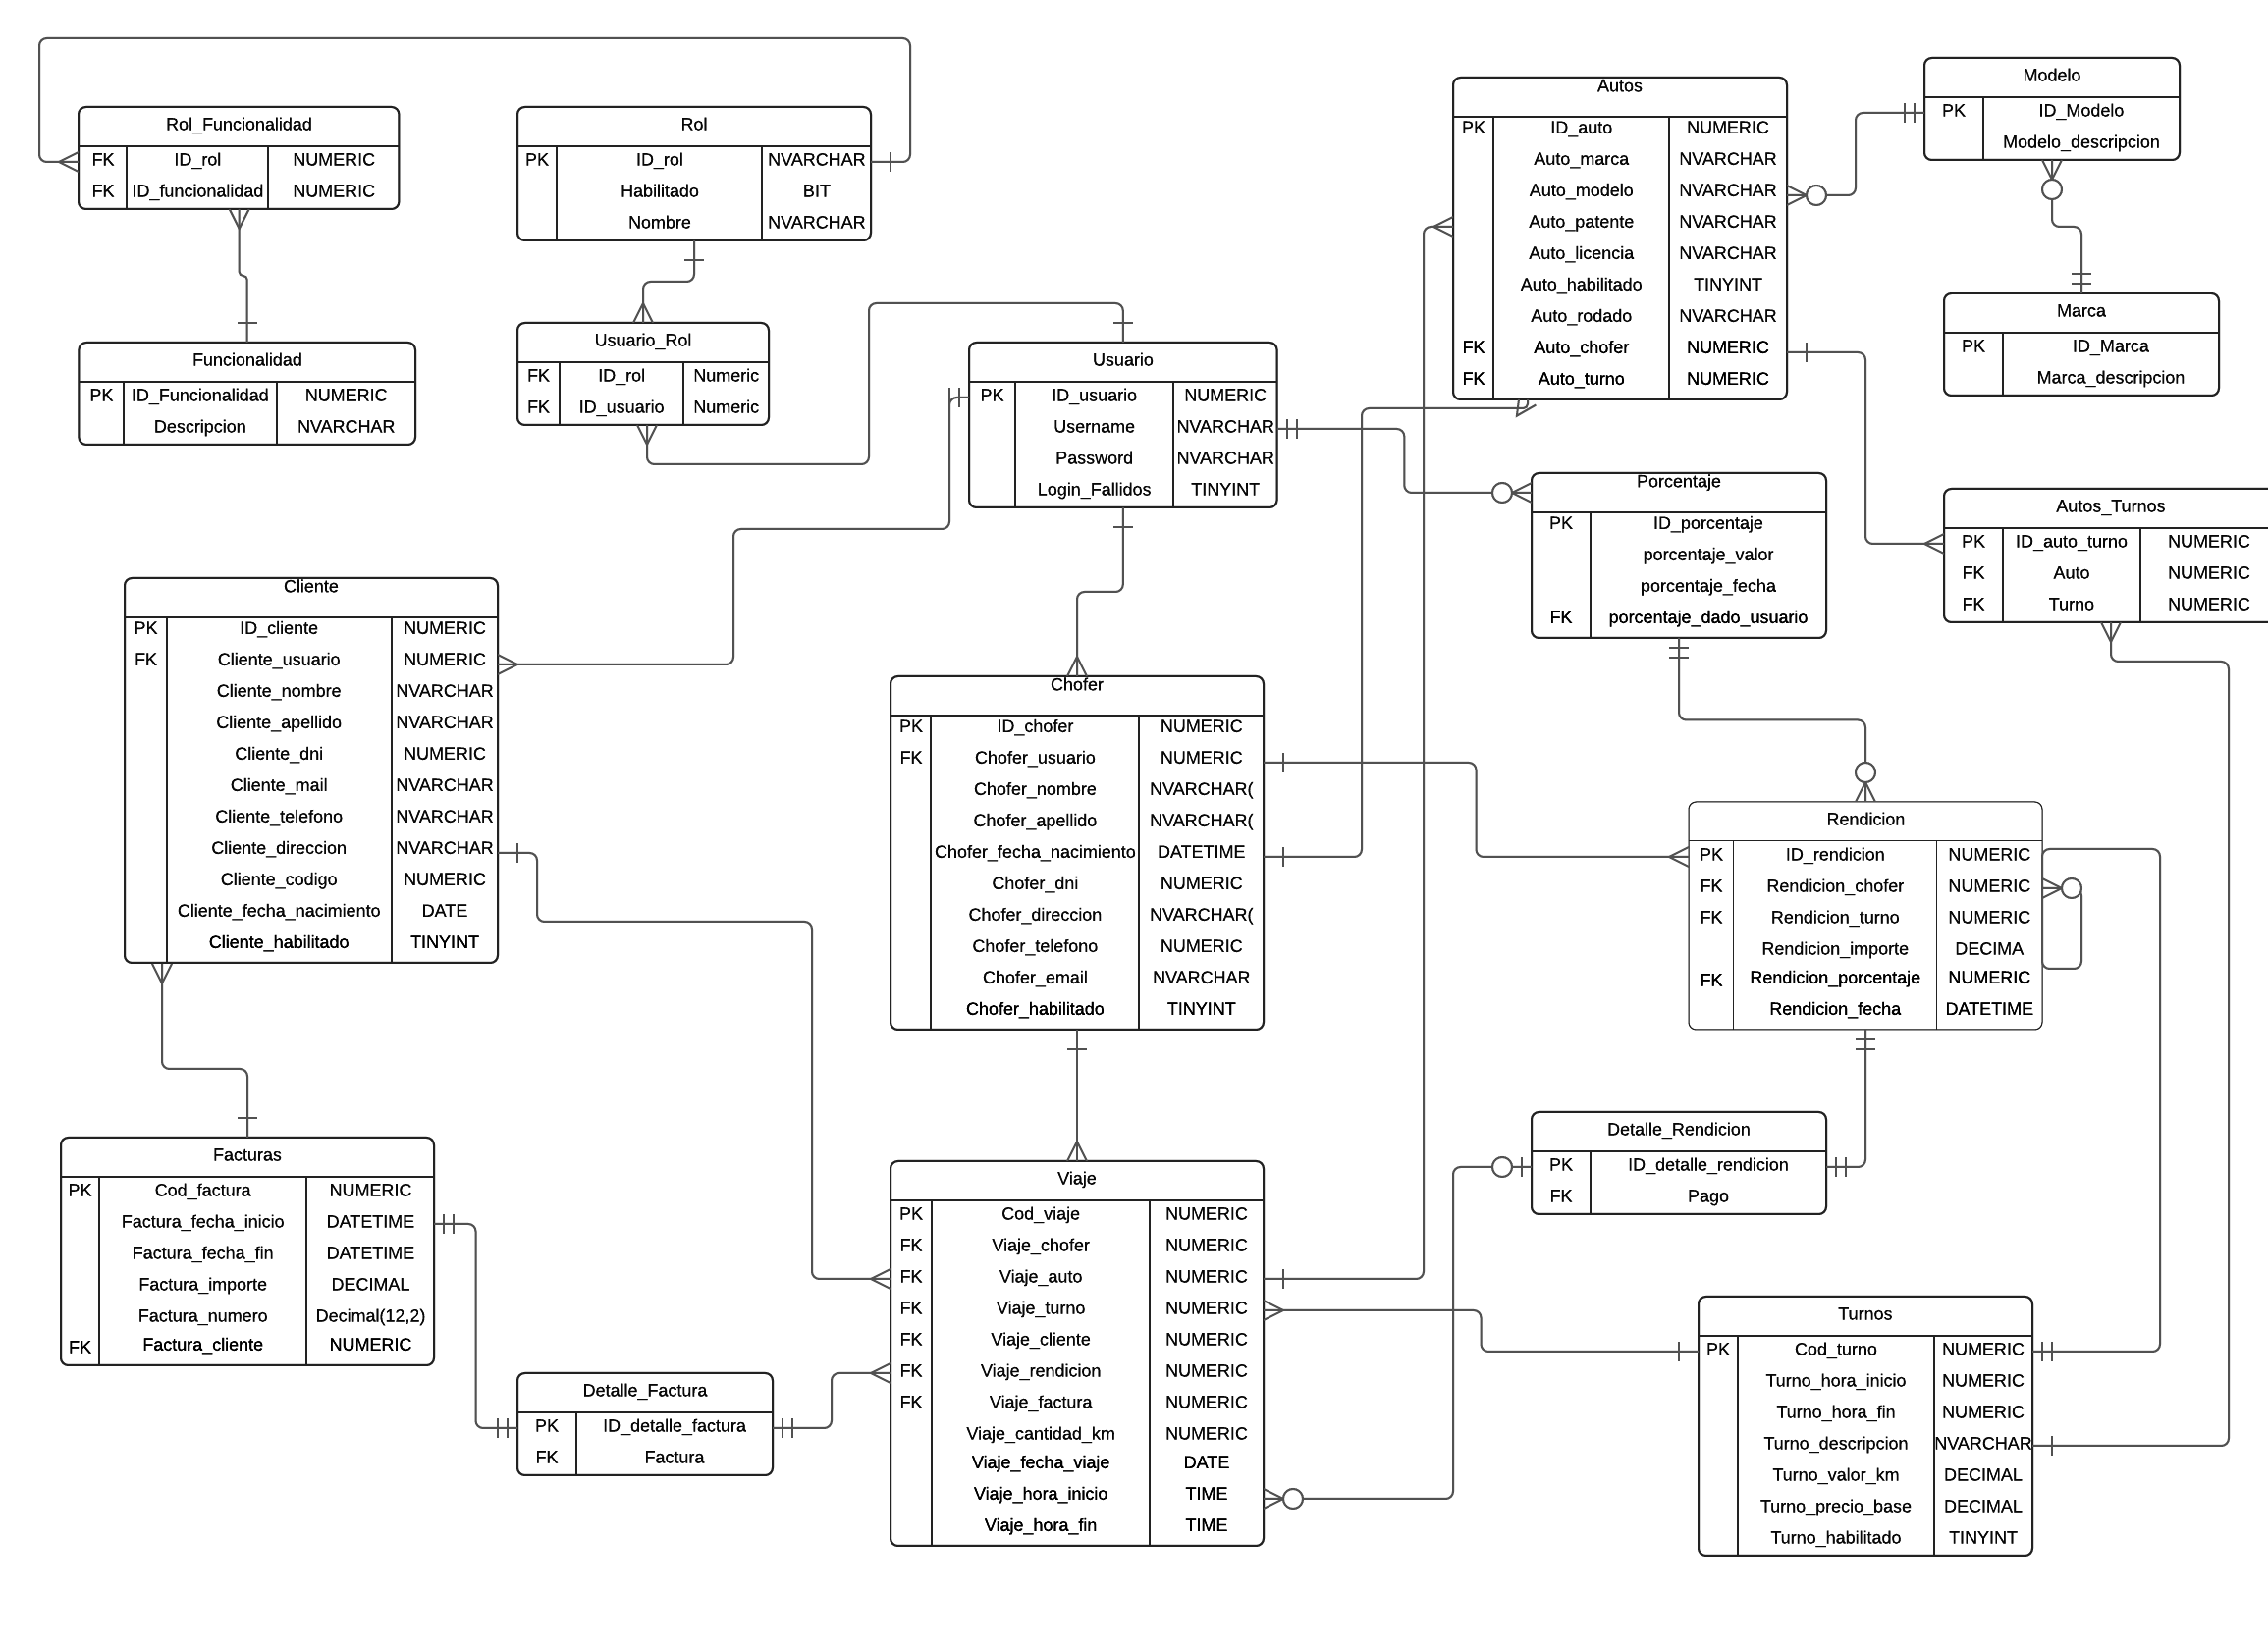 Rol_Funcionalidad
FK ID_rol NUMERIC
FK ID_funcionalidad NUMERIC
Rol
PK ID_rol NVARCHAR
Habilitado BIT
Nombre NVARCHAR
Autos
PK ID_auto NUMERIC
Auto_marca NVARCHAR
Auto_modelo NVARCHAR
Auto_patente NVARCHAR
Auto_licencia NVARCHAR
Auto_habilitado TINYINT
Auto_rodado NVARCHAR
FK Auto_chofer NUMERIC
FK Auto_turno NUMERIC
Modelo
PK ID_Modelo
Modelo_descripcion
Marca
PK ID_Marca
Marca_descripcion
Funcionalidad
PK ID_Funcionalidad NUMERIC
Descripcion NVARCHAR
Usuario_Rol
FK ID_rol Numeric
FK ID_usuario Numeric
Usuario
PK ID_usuario NUMERIC
Username NVARCHAR
Password NVARCHAR
Login_Fallidos TINYINT
Porcentaje
PK ID_porcentaje
porcentaje_valor
porcentaje_fecha
FK porcentaje_dado_usuario
Autos_Turnos
PK ID_auto_turno NUMERIC
FK Auto NUMERIC
FK Turno NUMERIC
Cliente
PK ID_cliente NUMERIC
FK Cliente_usuario NUMERIC
Cliente_nombre NVARCHAR
Cliente_apellido NVARCHAR
Cliente_dni NUMERIC
Cliente_mail NVARCHAR
Cliente_telefono NVARCHAR
Cliente_direccion NVARCHAR
Cliente_codigo NUMERIC
Cliente_fecha_nacimiento DATE
Cliente_habilitado TINYINT
Chofer
PK ID_chofer NUMERIC
FK Chofer_usuario NUMERIC
Chofer_nombre NVARCHAR(
Chofer_apellido NVARCHAR(
Chofer_fecha_nacimiento DATETIME
Chofer_dni NUMERIC
Chofer_direccion NVARCHAR(
Chofer_telefono NUMERIC
Chofer_email NVARCHAR
Chofer_habilitado TINYINT
Rendicion
PK ID_rendicion NUMERIC
FK Rendicion_chofer NUMERIC
FK Rendicion_turno NUMERIC
Rendicion_importe DECIMA
FK Rendicion_porcentaje NUMERIC
Rendicion_fecha DATETIME
Facturas
PK Cod_factura NUMERIC
Factura_fecha_inicio DATETIME
Factura_fecha_fin DATETIME
Factura_importe DECIMAL
Factura_numero Decimal(12,2)
FK Factura_cliente NUMERIC
Detalle_Factura
PK ID_detalle_factura
FK Factura
Viaje
PK Cod_viaje NUMERIC
FK Viaje_chofer NUMERIC
FK Viaje_auto NUMERIC
FK Viaje_turno NUMERIC
FK Viaje_cliente NUMERIC
FK Viaje_rendicion NUMERIC
FK Viaje_factura NUMERIC
Viaje_cantidad_km NUMERIC
Viaje_fecha_viaje DATE
Viaje_hora_inicio TIME
Viaje_hora_fin TIME
Detalle_Rendicion
PK ID_detalle_rendicion
FK Pago
Turnos
PK Cod_turno NUMERIC
Turno_hora_inicio NUMERIC
Turno_hora_fin NUMERIC
Turno_descripcion NVARCHAR
Turno_valor_km DECIMAL
Turno_precio_base DECIMAL
Turno_habilitado TINYINT